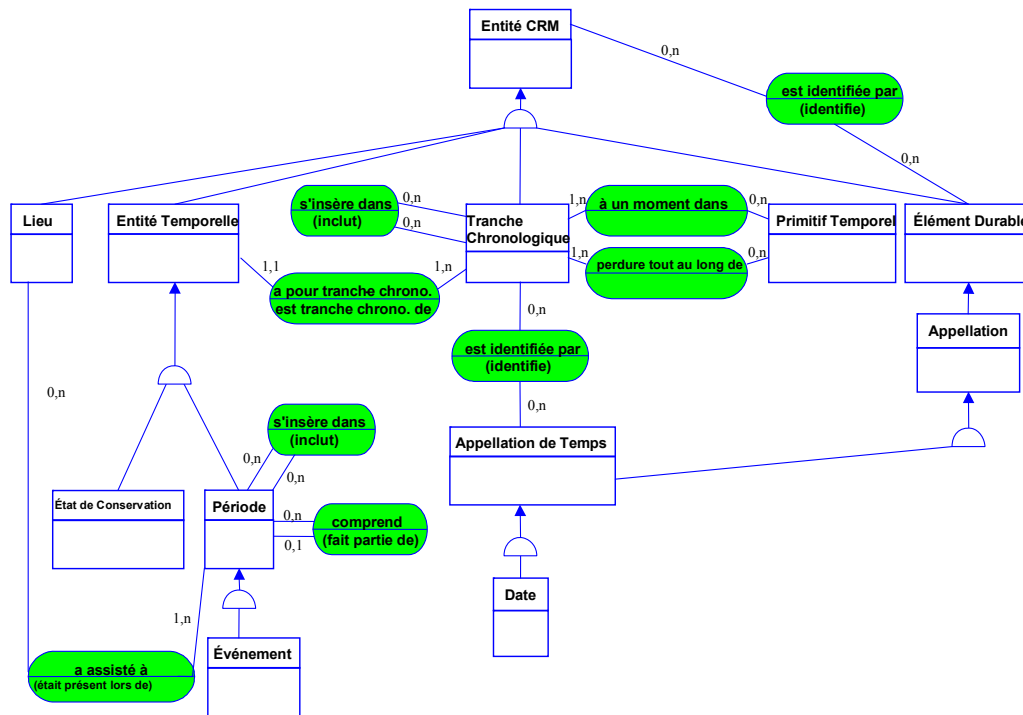 Entité CRM
0,n
est identifiée par
(identifie)
0,n
Lieu
Entité Temporelle
s'insère dans
(inclut)
0,n
0,n
Tranche
Chronologique
1,n
à un moment dans
0,n
Primitif Temporel
Élément Durable
1,n
perdure tout au long de
0,n
1,1
a pour tranche chrono.
est tranche chrono. de
1,n
0,n
est identifiée par
(identifie)
0,n
Appellation
0,n
s'insère dans
(inclut)
0,n
0,n
Appellation de Temps
État de Conservation
Période
0,n
0,1
comprend
(fait partie de)
Date
1,n
Événement
a assisté à
(était présent lors de)